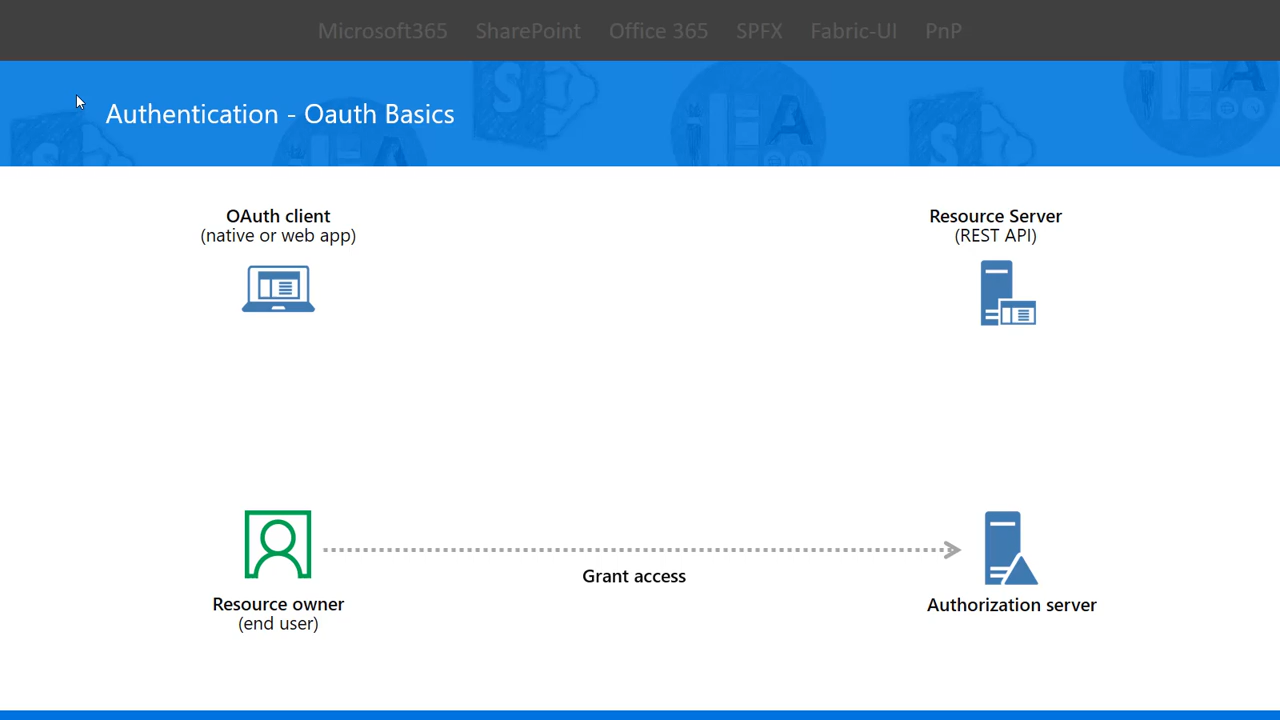 Microsoft365 SharePoint Office 365 SPFX Fabric-UI PnP
Authentication - Oauth Basics
OAuth client
(native or web app)
Resource Server
(REST API)
Grant access
Resource owner
(end user)
Authorization server